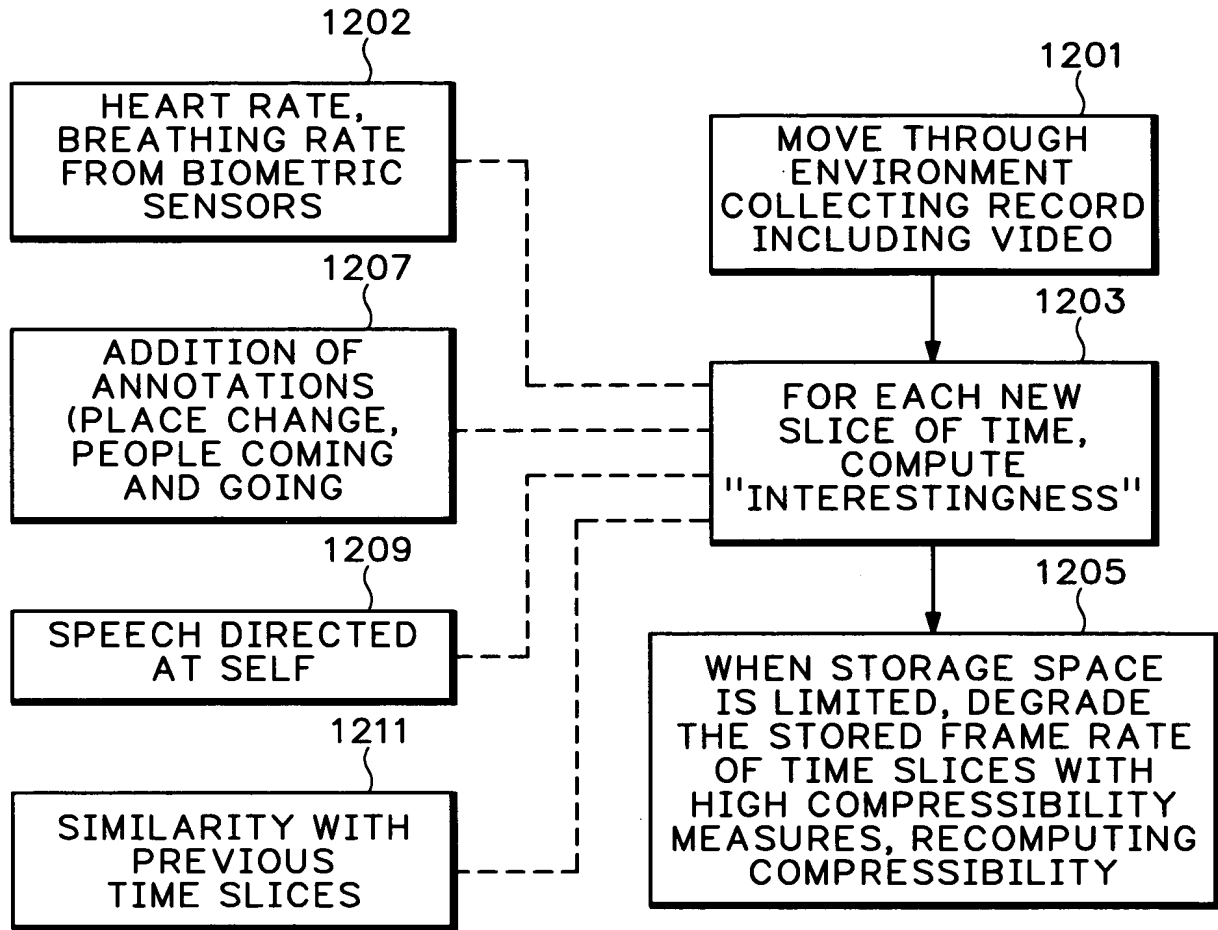 1202
HEART RATE,
BREATHING RATE
FROM BIOMETRIC
SENSORS
1207
ADDITION OF
ANNOTATIONS
(PLACE CHANGE,
PEOPLE COMING
AND GOING
1209
SPEECH DIRECTED
AT SELF
1211
SIMILARITY WITH
PREVIOUS
TIME SLICES
1201
MOVE THROUGH
ENVIRONMENT
COLLECTING RECORD
INCLUDING VIDEO
1203
FOR EACH NEW
SLICE OF TIME,
COMPUTE
"INTERESTINGNESS"
1205
WHEN STORAGE SPACE
IS LIMITED, DEGRADE
THE STORED FRAME RATE
OF TIME SLICES WITH
HIGH COMPRESSIBILITY
MEASURES, RECOMPUTING
COMPRESSIBILITY